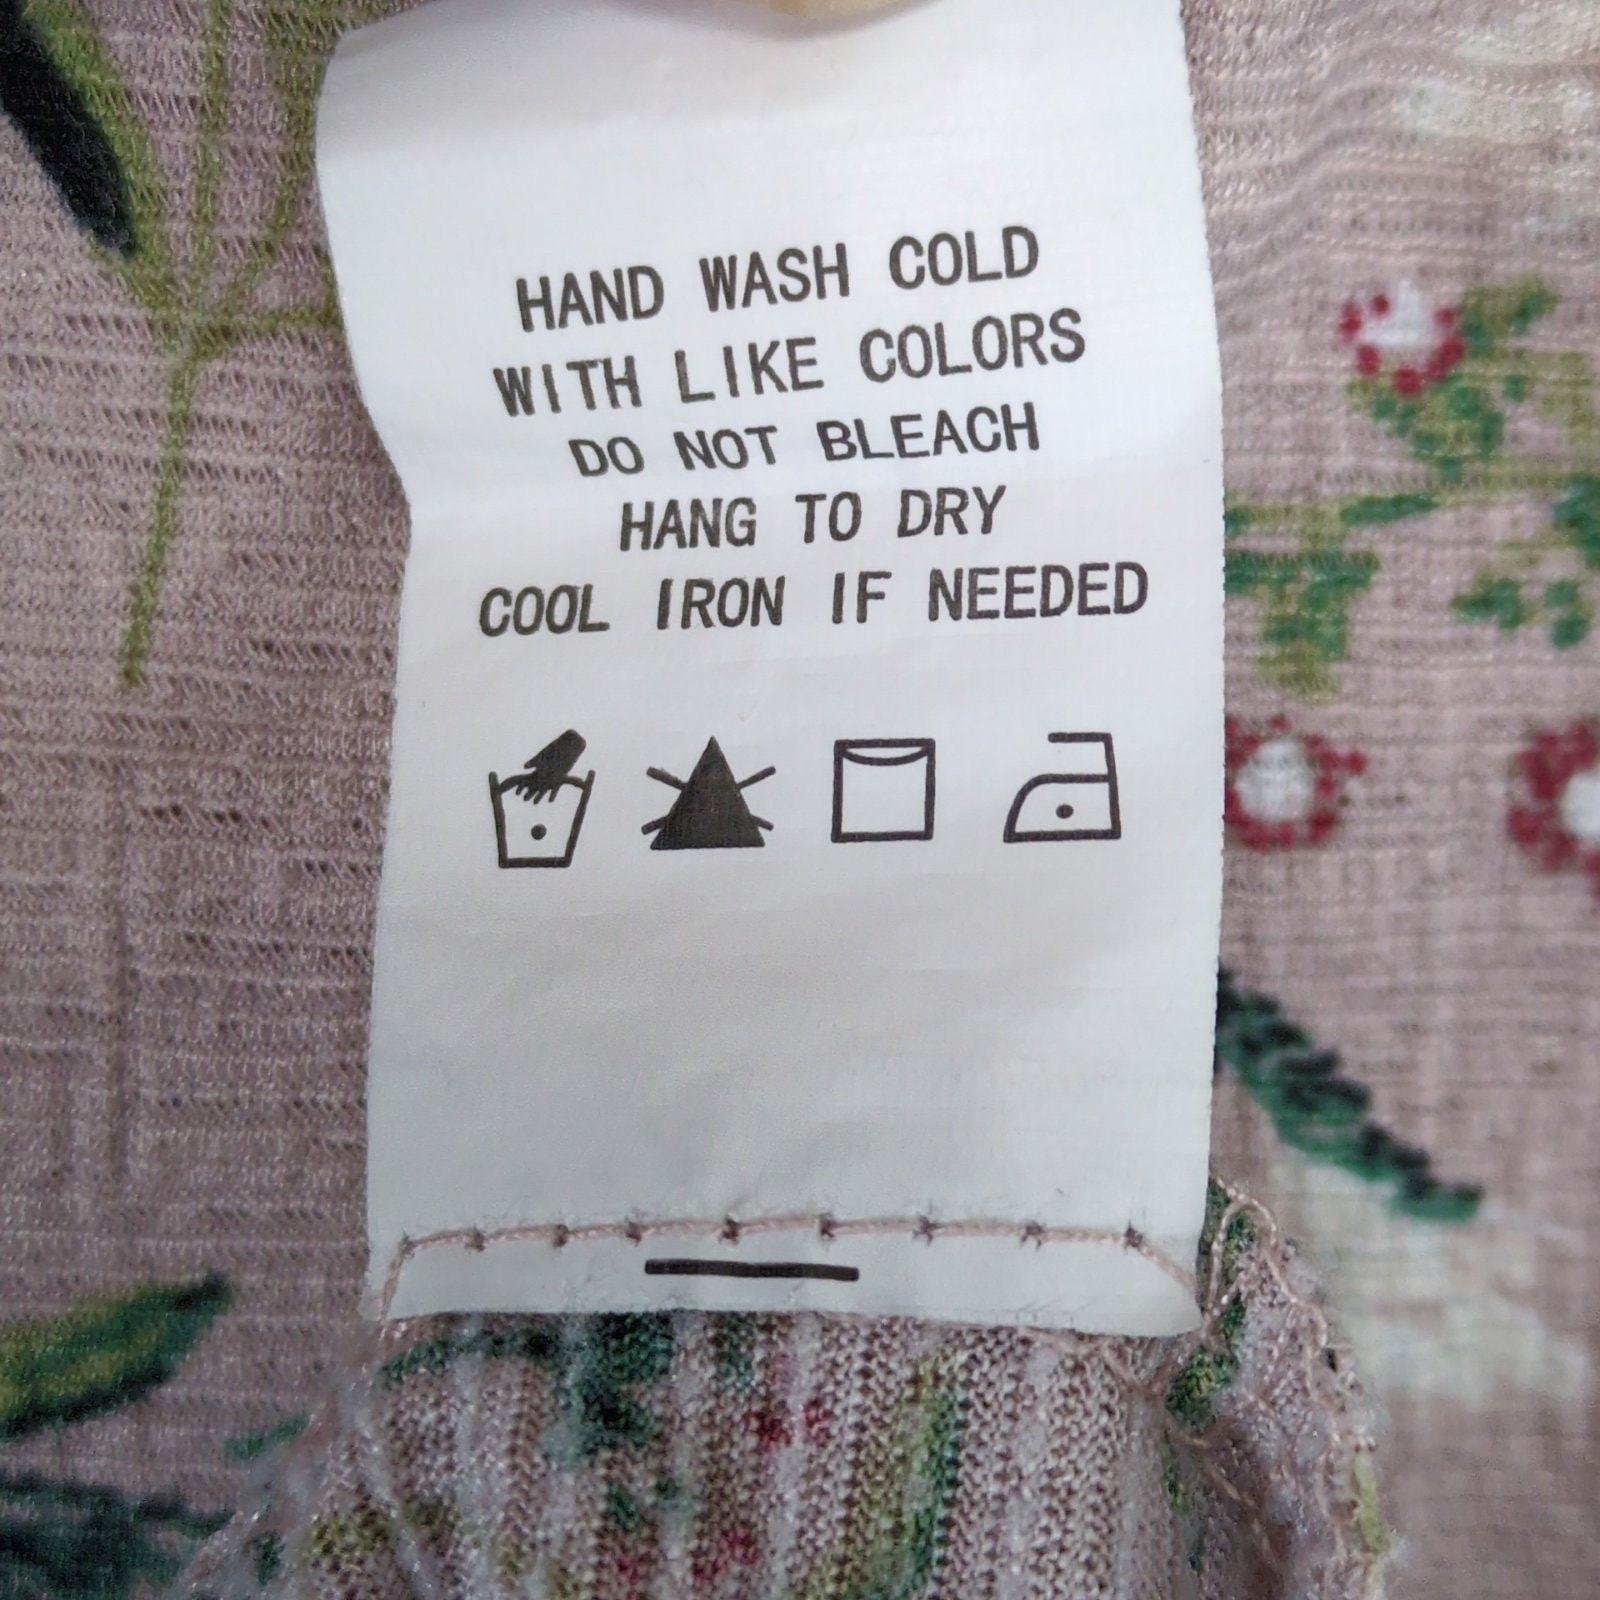 HAND WASH COLD
WITH LIKE COLORS
DO NOT BLEACH
HANG TO DRY
COOL IRON IF NEEDED